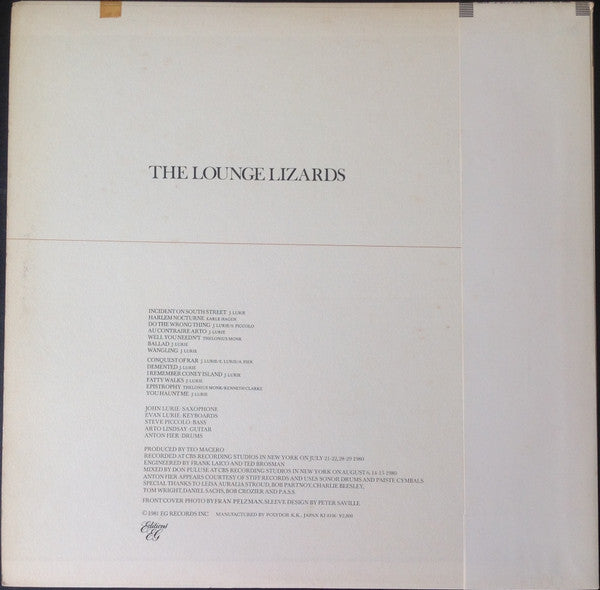 THE LOUNGE LIZARDS
INCIDENT ON SOUTH STREET J. LURIE
HARLEM NOCTURNE EARLE HAGEN
DO THE WRONG THING J. LURIE/S. PICCOLO
AU CONTRAIRE ARTO J. LURIE
WELL YOU NEEDN'T THELONIUS MONK
BALLAD J. LURIE
WANGLING J. LURIE
CONQUEST OF RAR J. LURIE/E. LURIE/A. FIER
DEMENTED J. LURIE
I REMEMBER CONEY ISLAND J. LURIE
FATTY WALKS J. LURIE
EPISTROPHY THELONIUS MONK/KENNETH CLARKE
YOU HAUNT ME J. LURIE
JOHN LURIE: SAXOPHONE
EVAN LURIE: KEYBOARDS
STEVE PICCOLO: BASS
ARTO LINDSAY: GUITAR
ANTON FIER: DRUMS
PRODUCED BY TEO MACERO
RECORDED AT CBS RECORDING STUDIOS IN NEW YORK ON JULY 21-22, 28-29 1980
ENGINEERED BY FRANK LAICO AND TED BROSMAN
MIXED BY DON PULUSE AT CBS RECORDING STUDIOS IN NEW YORK ON AUGUST 6, 14-15 1980
ANTON FIER APPEARS COURTESY OF STIFF RECORDS AND USES SONOR DRUMS AND PAISTE CYMBALS
SPECIAL THANKS TO LEISA AURALIA STROUD, BOB PARTNOY, CHARLIE BEESLEY,
TOM WRIGHT, DANIEL SACHS, BOB CROZIER AND P.A.S.S.
FRONT COVER PHOTO BY FRAN PELZMAN. SLEEVE DESIGN BY PETER SAVILLE
© 1981 EG RECORDS INC MANUFACTURED BY POLYDOR K.K., JAPAN
Editions
EG